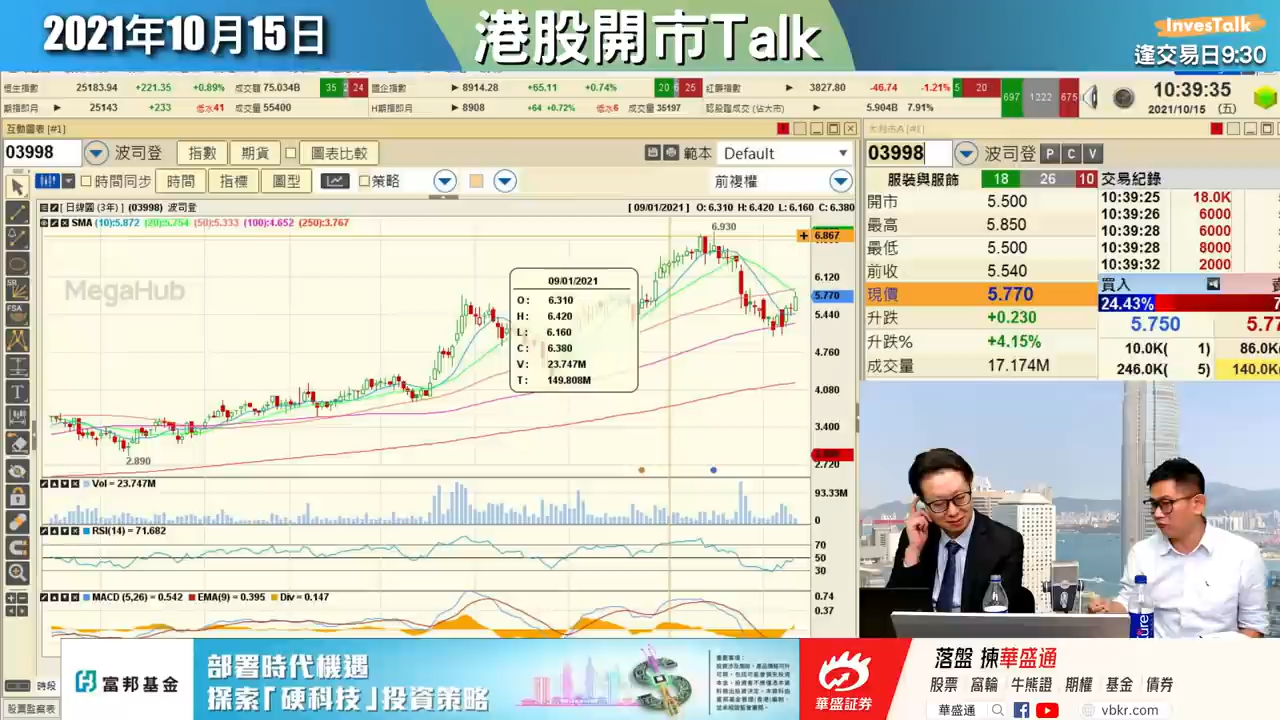 2021年10月15日
港股開市Talk
InvesTalk
逢交易日9:30
恒生指數 25183.94 +221.35 +0.89% 成交額 75.034B 35 2 24 國企指數 8914.28 +65.11 +0.74% 20 6 25 紅籌指數 3827.80 -46.74 -1.21% 5 20 697 1222 675 10:39:35
期指即月 25143 +233 低水41 成交量 55400 H期指即月 8908 +64 +0.72% 低水6 成交量 35197 5.904B 7.91% 2021/10/15 (五)
互動圖表 [#1]
03998 波司登 指數 期貨 圖表比較 範本 Default
時間同步 時間 指標 圖型 策略 前複權
[日線圖 (3年)] (03998) 波司登 [09/01/2021] O: 6.310 H: 6.420 L: 6.160 C: 6.380
SMA (10):5.872 (20):5.754 (50):5.333 (100):4.652 (250):3.767
MegaHub
6.930
6.867
6.120
5.770
5.440
4.760
4.080
3.400
2.720
2.890
09/01/2021
O: 6.310
H: 6.420
L: 6.160
C: 6.380
V: 23.747M
T: 149.808M
Vol = 23.747M
93.33M
0
RSI(14) = 71.682
70
50
30
MACD (5,26) = 0.542 EMA(9) = 0.395 Div = 0.147
0.74
0.37
SR
FSA
T
時段
股票監察表
03998 波司登 P C V
服裝與服飾 18 26 10 交易紀錄
開市 5.500
最高 5.850
最低 5.500
前收 5.540
現價 5.770
升跌 +0.230
升跌% +4.15%
成交量 17.174M
10:39:25 18.0K
10:39:26 6000
10:39:28 6000
10:39:28 8000
10:39:32 2000
買入
24.43%
5.750 5.77
10.0K( 1) 86.0K(
246.0K( 5) 140.0K(
富邦基金
部署時代機遇
探索「硬科技」投資策略
重要事項：
華盛証券
落盤 揀華盛通
股票 窩輪 牛熊證 期權 基金 債券
華盛通 vbkr.com